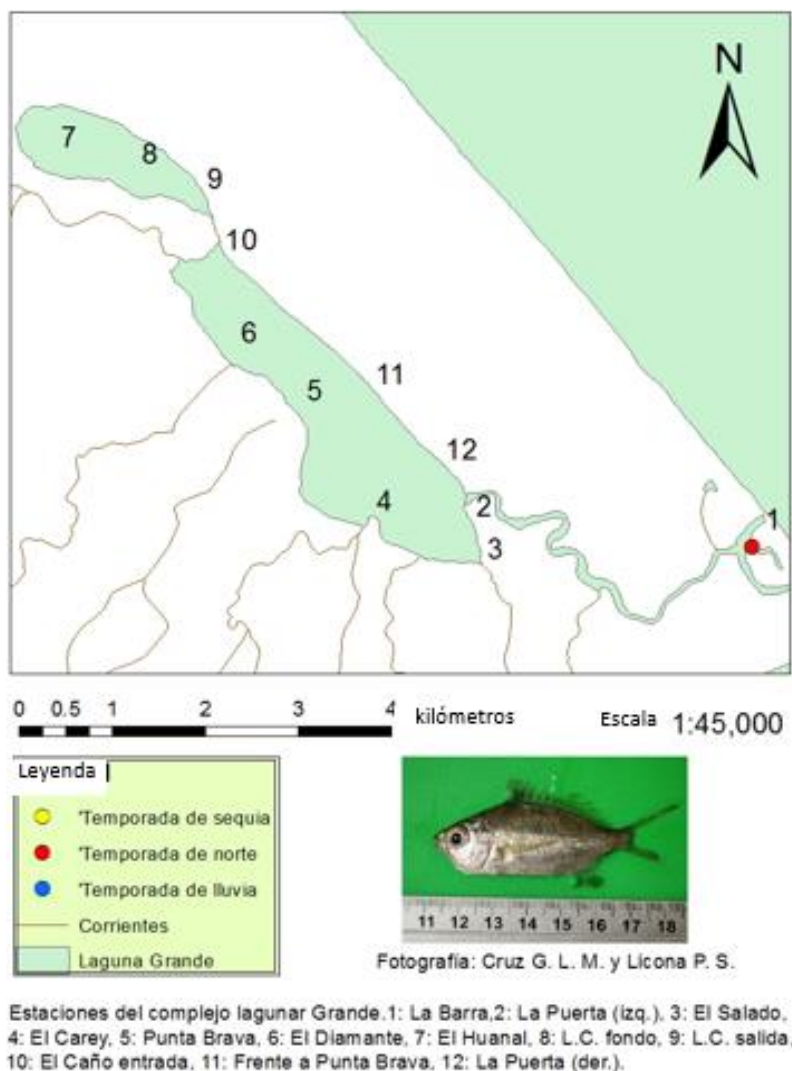 N
7
8
9
10
6
5
11
12
4
2
3
1
0 0.5 1 2 3 4
kilómetros Escala 1:45,000
Leyenda
'Temporada de sequia
'Temporada de norte
'Temporada de lluvia
Corrientes
Laguna Grande
11 12 13 14 15 16 17 18
Fotografía: Cruz G. L. M. y Licona P. S.
Estaciones del complejo lagunar Grande.1: La Barra,2: La Puerta (izq.), 3: El Salado,
4: El Carey, 5: Punta Brava, 6: El Diamante, 7: El Huanal, 8: L.C. fondo, 9: L.C. salida,
10: El Caño entrada, 11: Frente a Punta Brava, 12: La Puerta (der.).